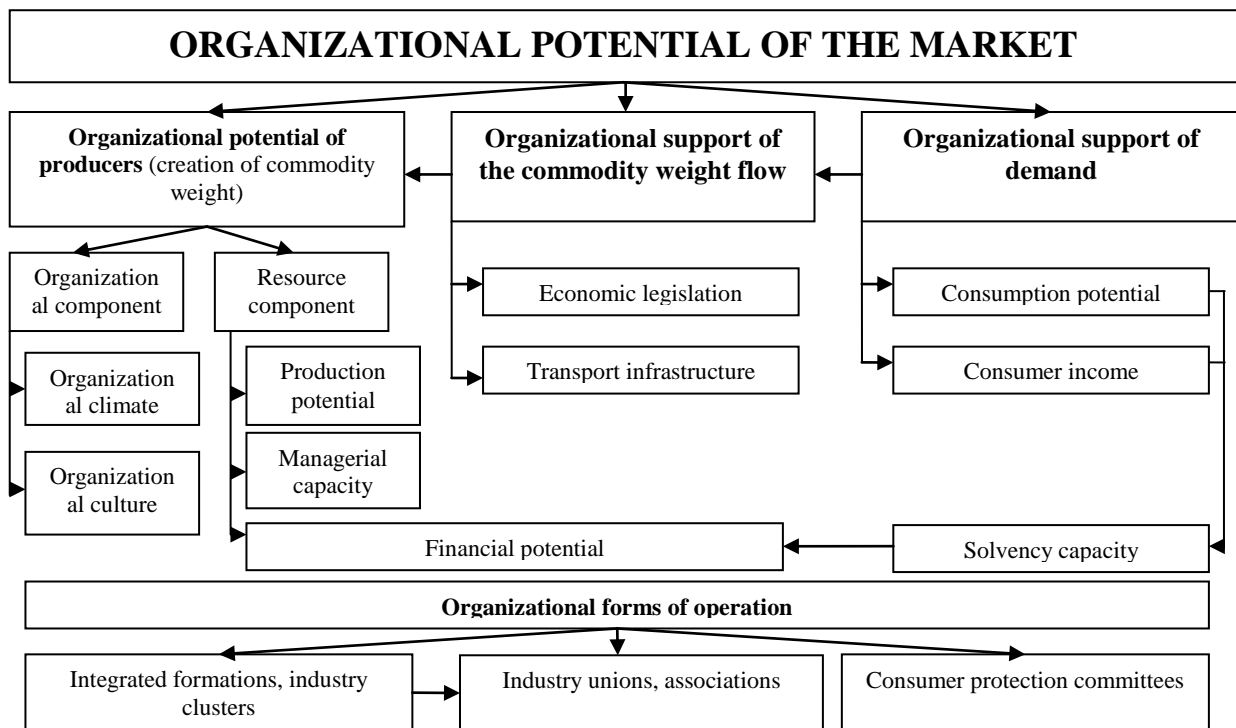 ORGANIZATIONAL POTENTIAL OF THE MARKET
Organizational potential of
producers (creation of commodity
weight)
Organizational support of
the commodity weight flow
Organizational support of
demand
Organization
al component
Resource
component
Economic legislation
Consumption potential
Organization
al climate
Production
potential
Transport infrastructure
Consumer income
Organization
al culture
Managerial
capacity
Financial potential
Solvency capacity
Organizational forms of operation
Integrated formations, industry
clusters
Industry unions, associations
Consumer protection committees